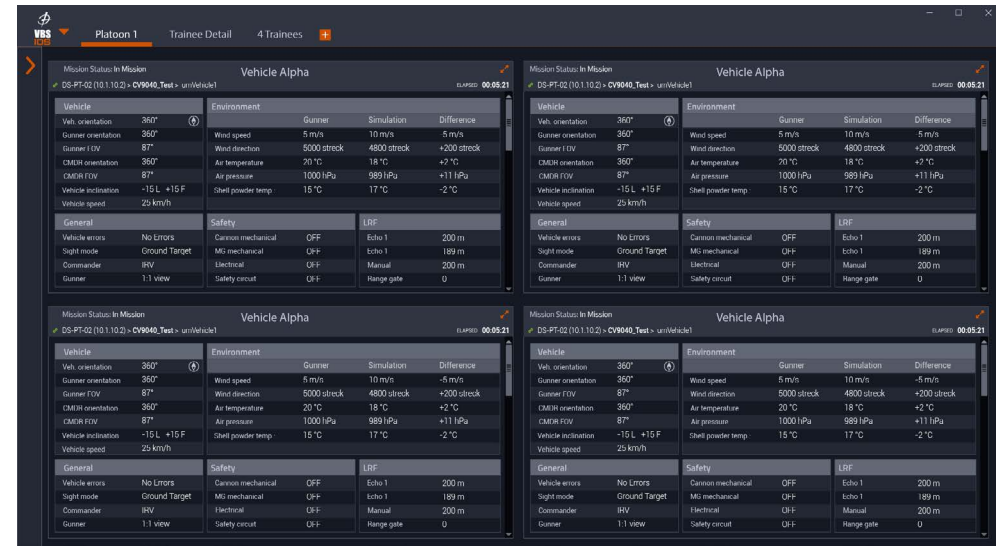 VBS
IOS
Platoon 1 Trainee Detail 4 Trainees +
Mission Status: In Mission
Vehicle Alpha
DS-PT-02 (10.1.10.2) > CV9040_Test > urnVehicle1 ELAPSED 00:05:21
Vehicle
Veh. orientation 360°
Gunner orientation 360°
Gunner FOV 87°
CMDR orientation 360°
CMDR FOV 87°
Vehicle inclination -15 L +15 F
Vehicle speed 25 km/h
Environment
Gunner Simulation Difference
Wind speed 5 m/s 10 m/s -5 m/s
Wind direction 5000 streck 4800 streck +200 streck
Air temperature 20 °C 18 °C +2 °C
Air pressure 1000 hPa 989 hPa +11 hPa
Shell powder temp.: 15 °C 17 °C -2 °C
General
Vehicle errors No Errors
Sight mode Ground Target
Commander IRV
Gunner 1:1 view
Safety
Cannon mechanical OFF
MG mechanical OFF
Electrical OFF
Safety circuit OFF
LRF
Echo 1 200 m
Echo 1 189 m
Manual 200 m
Range gate 0
Mission Status: In Mission
Vehicle Alpha
DS-PT-02 (10.1.10.2) > CV9040_Test > urnVehicle1 ELAPSED 00:05:21
Vehicle
Veh. orientation 360°
Gunner orientation 360°
Gunner FOV 87°
CMDR orientation 360°
CMDR FOV 87°
Vehicle inclination -15 L +15 F
Vehicle speed 25 km/h
Environment
Gunner Simulation Difference
Wind speed 5 m/s 10 m/s -5 m/s
Wind direction 5000 streck 4800 streck +200 streck
Air temperature 20 °C 18 °C +2 °C
Air pressure 1000 hPa 989 hPa +11 hPa
Shell powder temp.: 15 °C 17 °C -2 °C
General
Vehicle errors No Errors
Sight mode Ground Target
Commander IRV
Gunner 1:1 view
Safety
Cannon mechanical OFF
MG mechanical OFF
Electrical OFF
Safety circuit OFF
LRF
Echo 1 200 m
Echo 1 189 m
Manual 200 m
Range gate 0
Mission Status: In Mission
Vehicle Alpha
DS-PT-02 (10.1.10.2) > CV9040_Test > urnVehicle1 ELAPSED 00:05:21
Vehicle
Veh. orientation 360°
Gunner orientation 360°
Gunner FOV 87°
CMDR orientation 360°
CMDR FOV 87°
Vehicle inclination -15 L +15 F
Vehicle speed 25 km/h
Environment
Gunner Simulation Difference
Wind speed 5 m/s 10 m/s -5 m/s
Wind direction 5000 streck 4800 streck +200 streck
Air temperature 20 °C 18 °C +2 °C
Air pressure 1000 hPa 989 hPa +11 hPa
Shell powder temp.: 15 °C 17 °C -2 °C
General
Vehicle errors No Errors
Sight mode Ground Target
Commander IRV
Gunner 1:1 view
Safety
Cannon mechanical OFF
MG mechanical OFF
Electrical OFF
Safety circuit OFF
LRF
Echo 1 200 m
Echo 1 189 m
Manual 200 m
Range gate 0
Mission Status: In Mission
Vehicle Alpha
DS-PT-02 (10.1.10.2) > CV9040_Test > urnVehicle1 ELAPSED 00:05:21
Vehicle
Veh. orientation 360°
Gunner orientation 360°
Gunner FOV 87°
CMDR orientation 360°
CMDR FOV 87°
Vehicle inclination -15 L +15 F
Vehicle speed 25 km/h
Environment
Gunner Simulation Difference
Wind speed 5 m/s 10 m/s -5 m/s
Wind direction 5000 streck 4800 streck +200 streck
Air temperature 20 °C 18 °C +2 °C
Air pressure 1000 hPa 989 hPa +11 hPa
Shell powder temp.: 15 °C 17 °C -2 °C
General
Vehicle errors No Errors
Sight mode Ground Target
Commander IRV
Gunner 1:1 view
Safety
Cannon mechanical OFF
MG mechanical OFF
Electrical OFF
Safety circuit OFF
LRF
Echo 1 200 m
Echo 1 189 m
Manual 200 m
Range gate 0